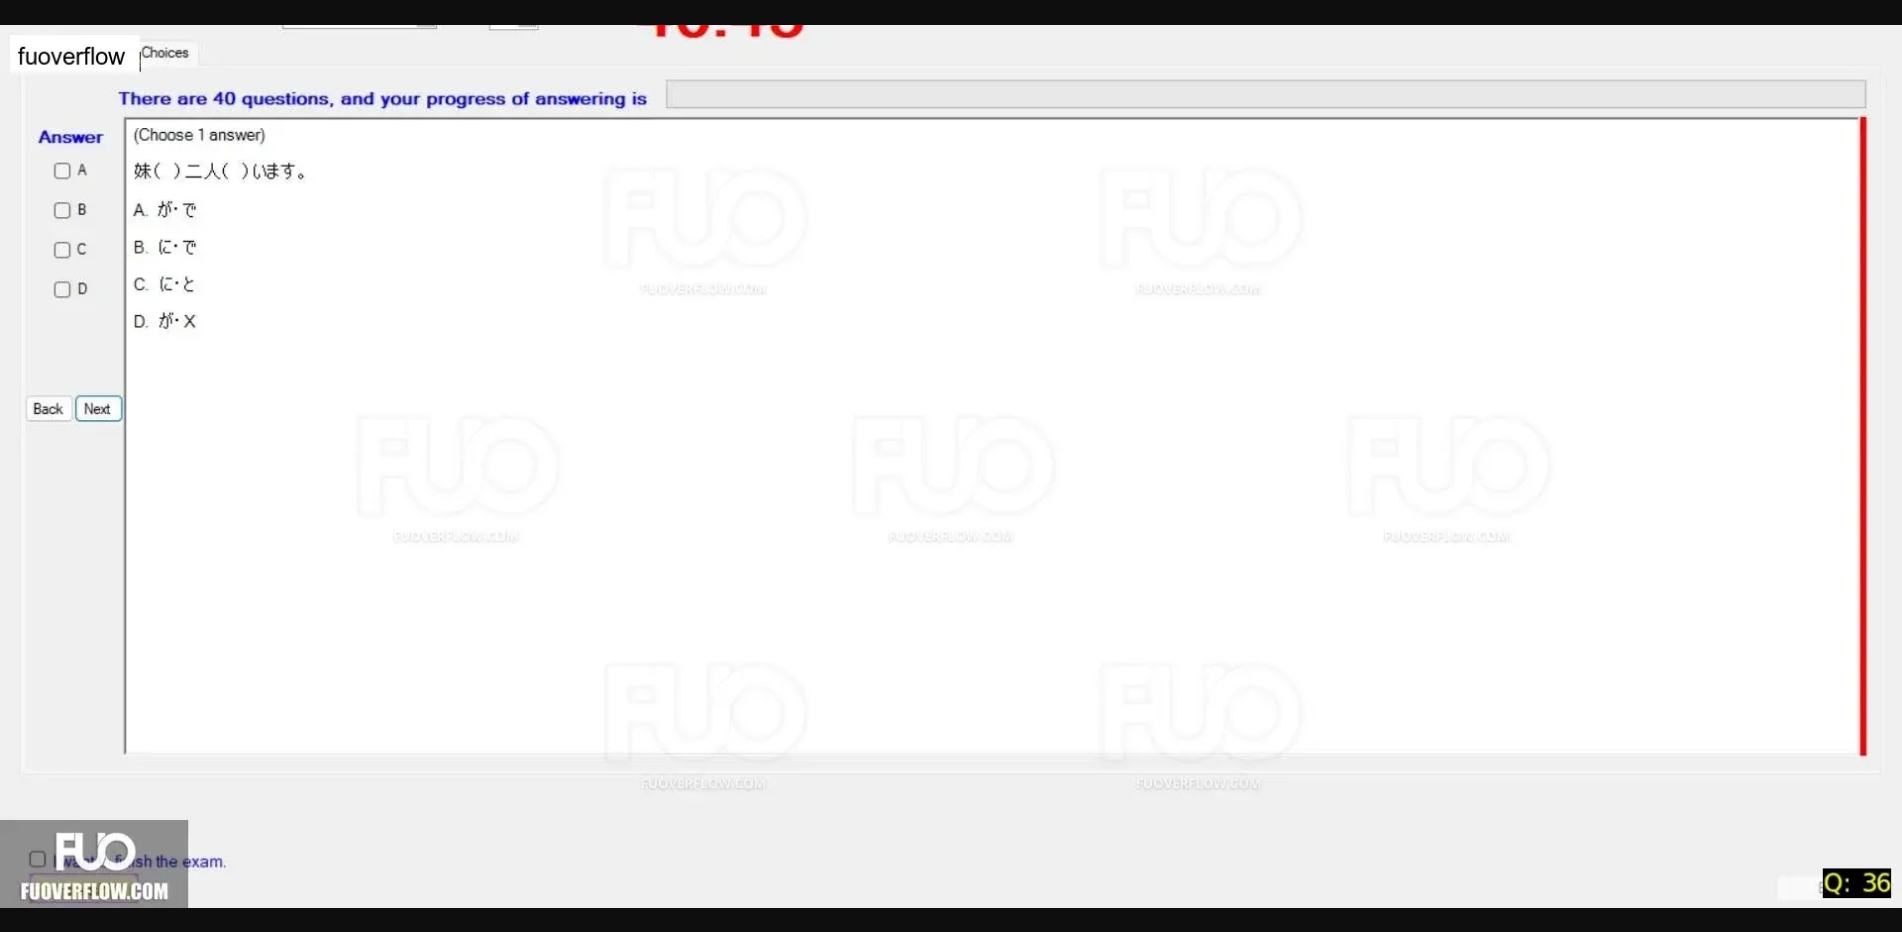 fuoverflow
Choices
There are 40 questions, and your progress of answering is
Answer
(Choose 1 answer)
A
妹( )二人( )います。
B
A. が・で
C
B. に・で
D
C. に・と
D. が・X
Back Next
FUO
FUOVERFLOW.COM
FUO
FUOVERFLOW.COM
FUO
FUOVERFLOW.COM
FUO
FUOVERFLOW.COM
FUO
FUOVERFLOW.COM
FUO
FUOVERFLOW.COM
FUO
FUOVERFLOW.COM
FUO
the exam.
FUOVERFLOW.COM
Q: 36